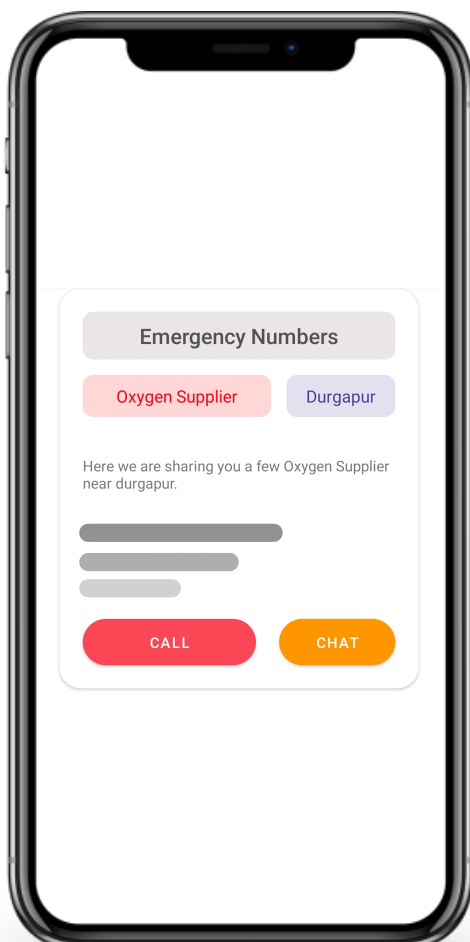 Emergency Numbers
Oxygen Supplier Durgapur
Here we are sharing you a few Oxygen Supplier
near durgapur.
CALL CHAT